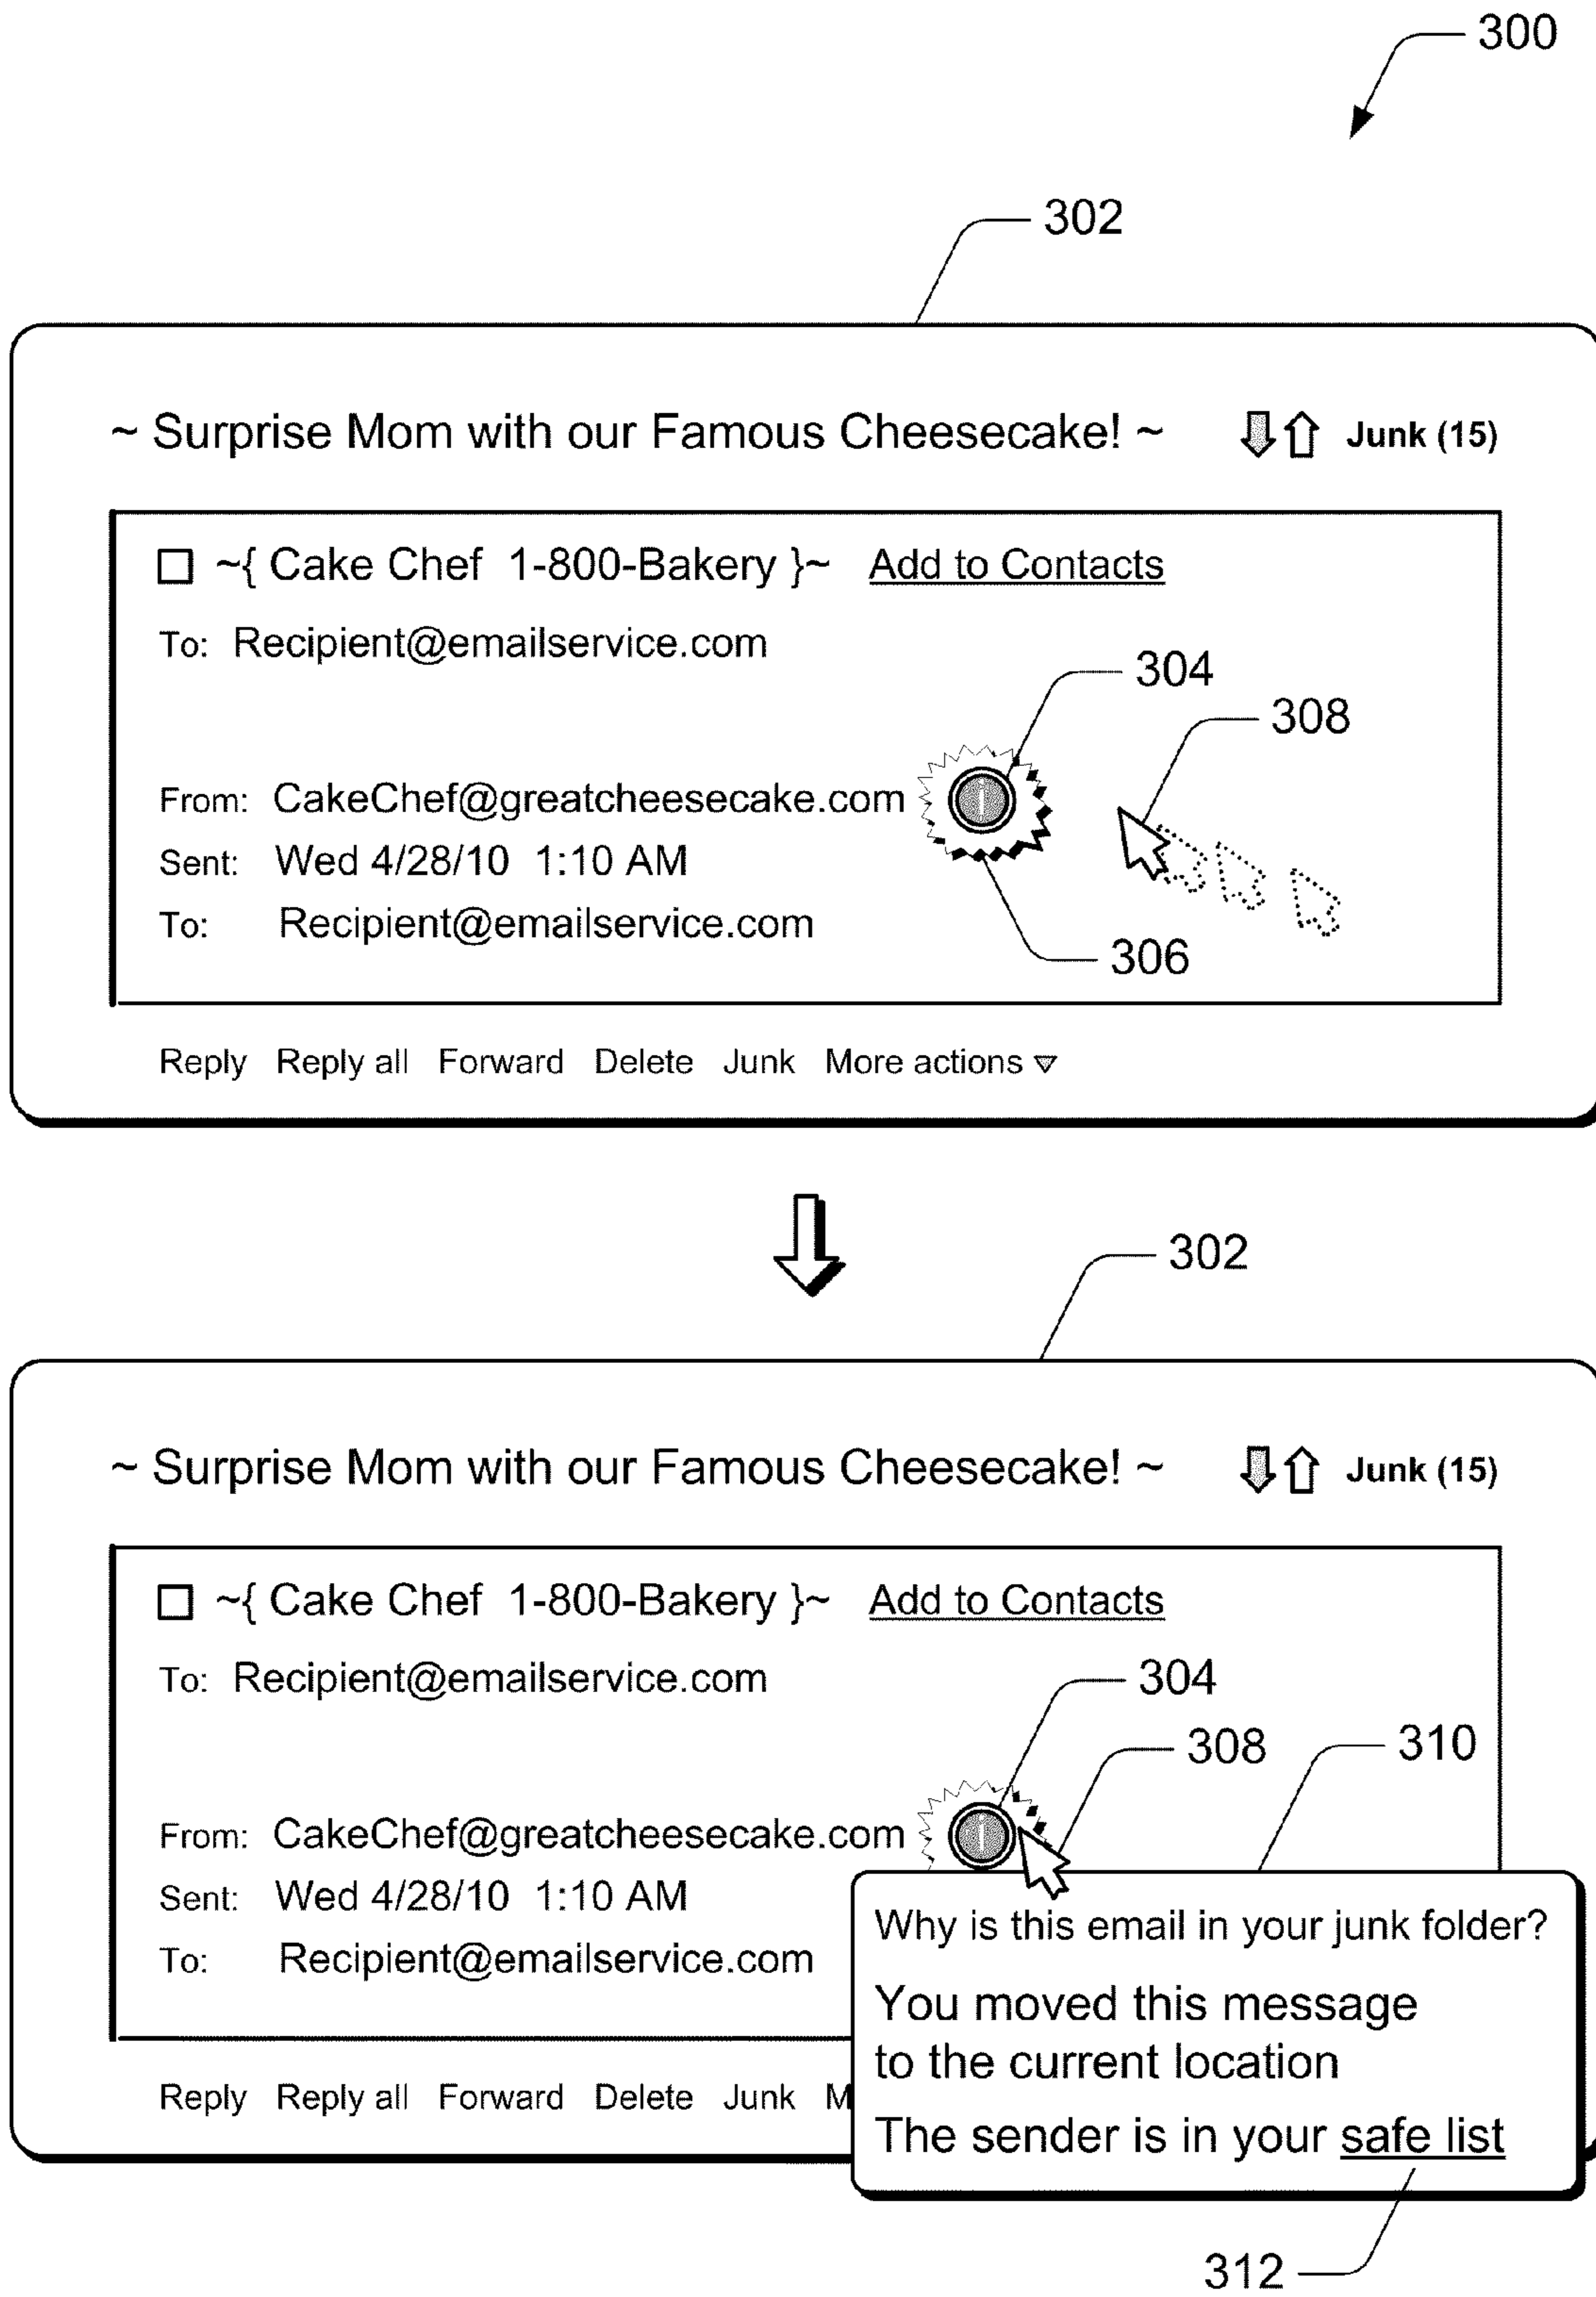 300
302
~ Surprise Mom with our Famous Cheesecake! ~ Junk (15)
~{ Cake Chef 1-800-Bakery }~ Add to Contacts
To: Recipient@emailservice.com
304
308
From: CakeChef@greatcheesecake.com
Sent: Wed 4/28/10 1:10 AM
To: Recipient@emailservice.com
306
Reply Reply all Forward Delete Junk More actions
302
~ Surprise Mom with our Famous Cheesecake! ~ Junk (15)
~{ Cake Chef 1-800-Bakery }~ Add to Contacts
To: Recipient@emailservice.com
304
308
310
From: CakeChef@greatcheesecake.com
Sent: Wed 4/28/10 1:10 AM
To: Recipient@emailservice.com
Reply Reply all Forward Delete Junk M
Why is this email in your junk folder?
You moved this message
to the current location
The sender is in your safe list
312